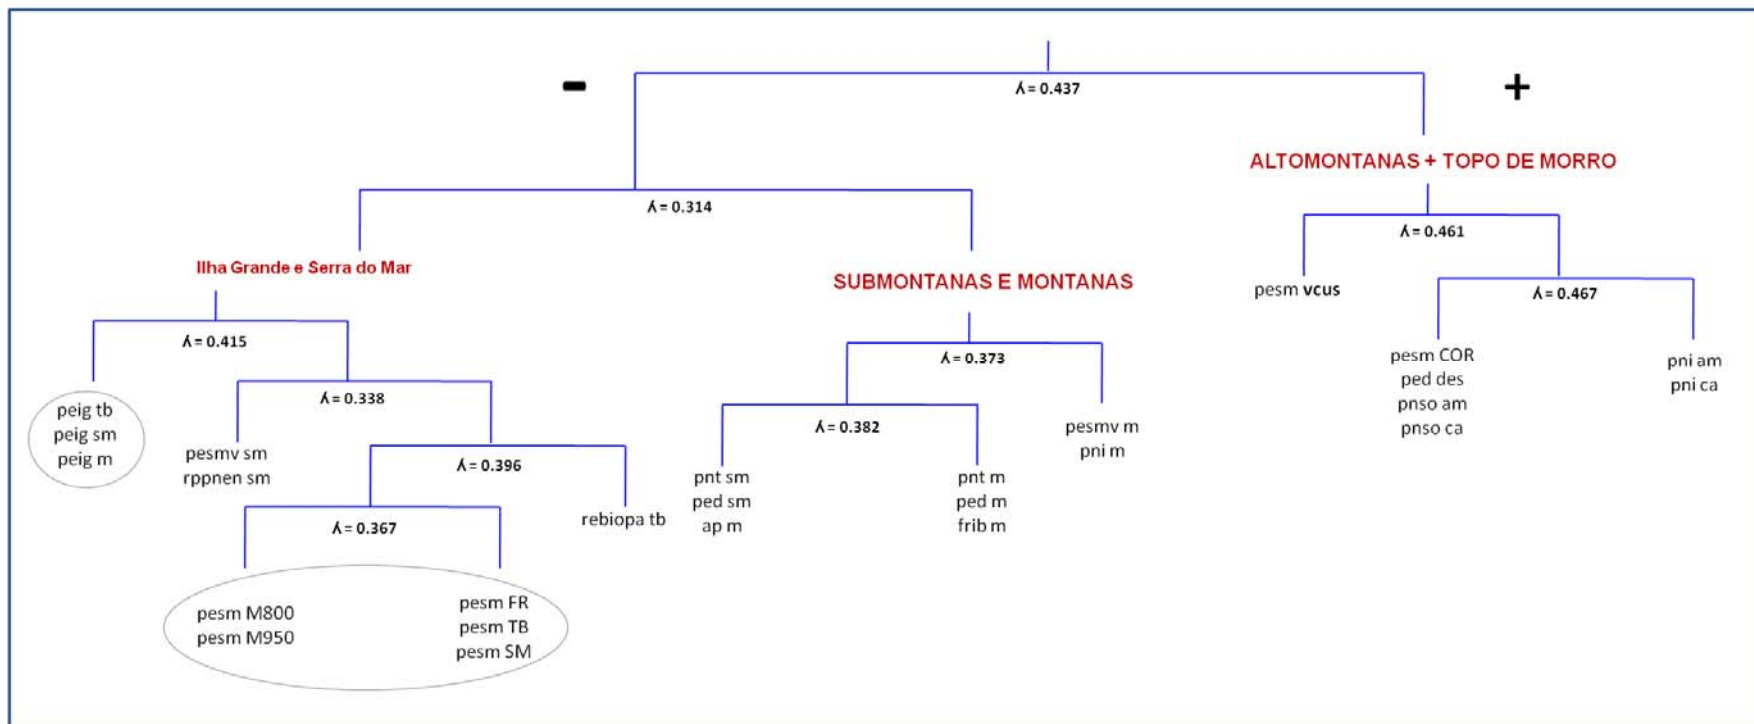 -
+
ʎ = 0.437
ALTOMONTANAS + TOPO DE MORRO
ʎ = 0.314
ʎ = 0.461
Ilha Grande e Serra do Mar
SUBMONTANAS E MONTANAS
pesm vcus
ʎ = 0.467
ʎ = 0.415
ʎ = 0.373
pesm COR
ped des
pnso am
pnso ca
pni am
pni ca
ʎ = 0.338
peig tb
peig sm
peig m
ʎ = 0.382
pesmv m
pni m
pesmv sm
rppnen sm
ʎ = 0.396
pnt sm
ped sm
ap m
pnt m
ped m
frib m
ʎ = 0.367
rebiopa tb
pesm M800
pesm M950
pesm FR
pesm TB
pesm SM